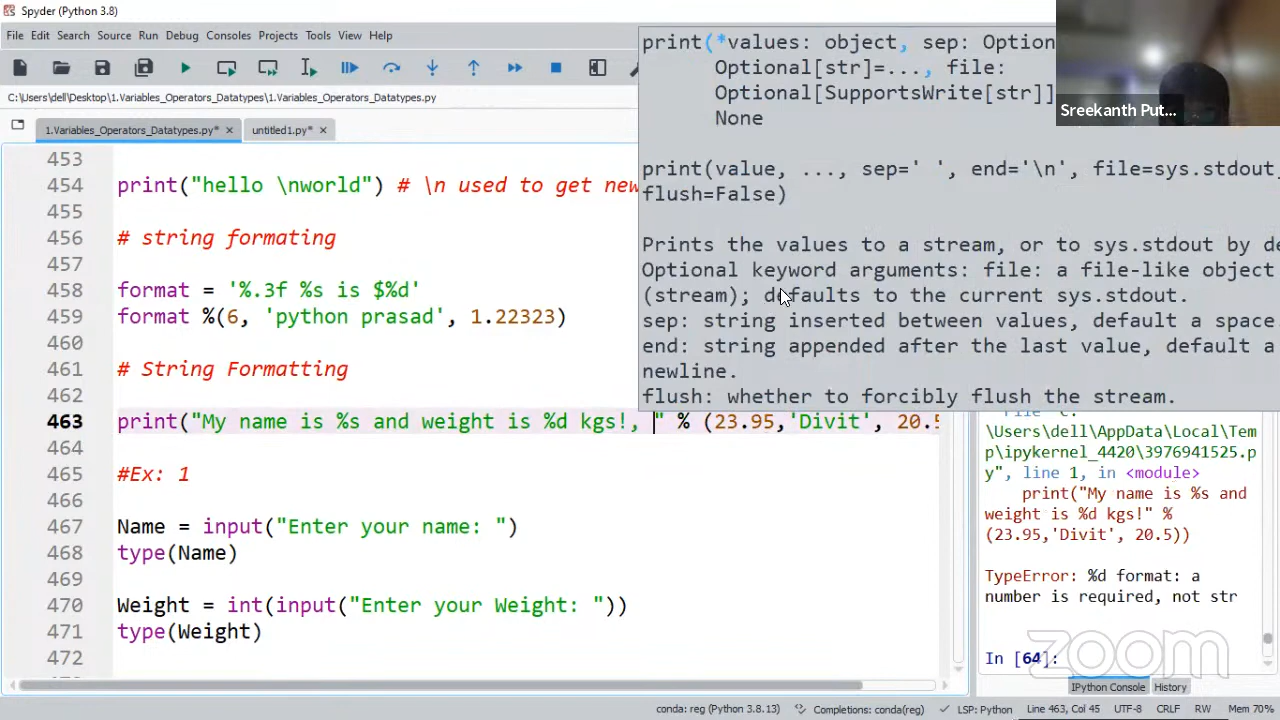 Spyder (Python 3.8)
File Edit Search Source Run Debug Consoles Projects Tools View Help
C:\Users\dell\Desktop\1.Variables_Operators_Datatypes\1.Variables_Operators_Datatypes.py
1.Variables_Operators_Datatypes.py* × untitled1.py* ×
453
454 print("hello \nworld") # \n used to get new
455
456 # string formating
457
458 format = '%.3f %s is $%d'
459 format %(6, 'python prasad', 1.22323)
460
461 # String Formatting
462
463 print("My name is %s and weight is %d kgs!, " % (23.95,'Divit', 20.5
464
465 #Ex: 1
466
467 Name = input("Enter your name: ")
468 type(Name)
469
470 Weight = int(input("Enter your Weight: "))
471 type(Weight)
472
print(*values: object, sep: Option
Optional[str]=..., file:
Optional[SupportsWrite[str]]
None
print(value, ..., sep=' ', end='\n', file=sys.stdout,
flush=False)
Prints the values to a stream, or to sys.stdout by de
Optional keyword arguments: file: a file-like object
(stream); defaults to the current sys.stdout.
sep: string inserted between values, default a space
end: string appended after the last value, default a
newline.
flush: whether to forcibly flush the stream.
Sreekanth Put...
\Users\dell\AppData\Local\Tem
p\ipykernel_4420\3976941525.p
y", line 1, in <module>
print("My name is %s and
weight is %d kgs!" %
(23.95,'Divit', 20.5))
TypeError: %d format: a
number is required, not str
In [64]:
zoom
IPython Console History
conda: reg (Python 3.8.13) Completions: conda(reg) LSP: Python Line 463, Col 45 UTF-8 CRLF RW Mem 70%